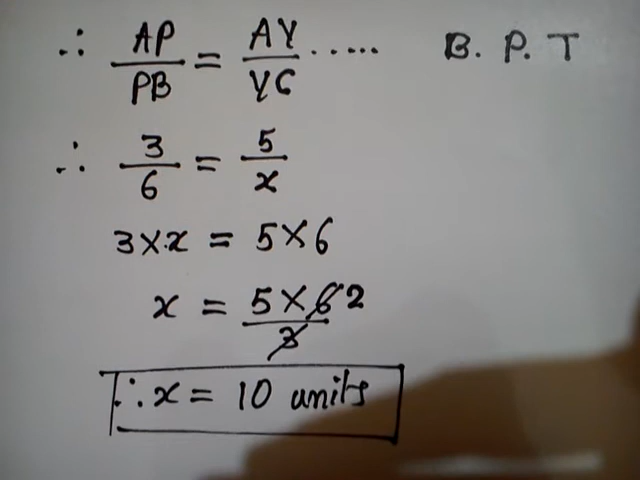 ∴ AP/PB = AY/YC ..... B. P. T
∴ 3/6 = 5/x
3×x = 5×6
x = 5×6 2/3
∴ x = 10 units